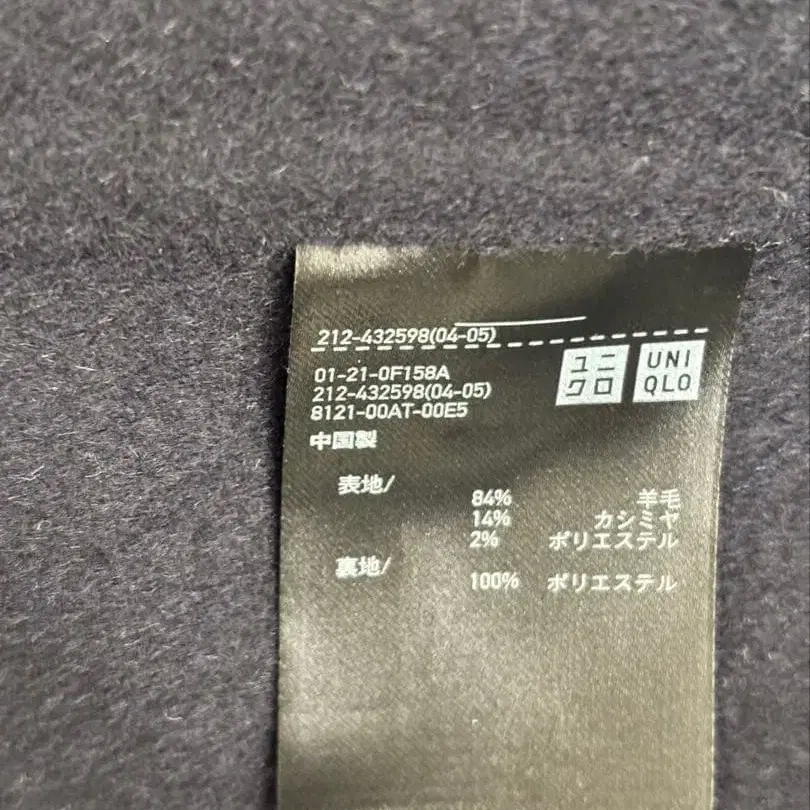 212-432598(04-05)
01-21-0F158A
212-432598(04-05)
8121-00AT-00E5
ユニクロ
UNIQLO
中国製
表地/
84% 羊毛
14% カシミヤ
2% ポリエステル
裏地/
100% ポリエステル